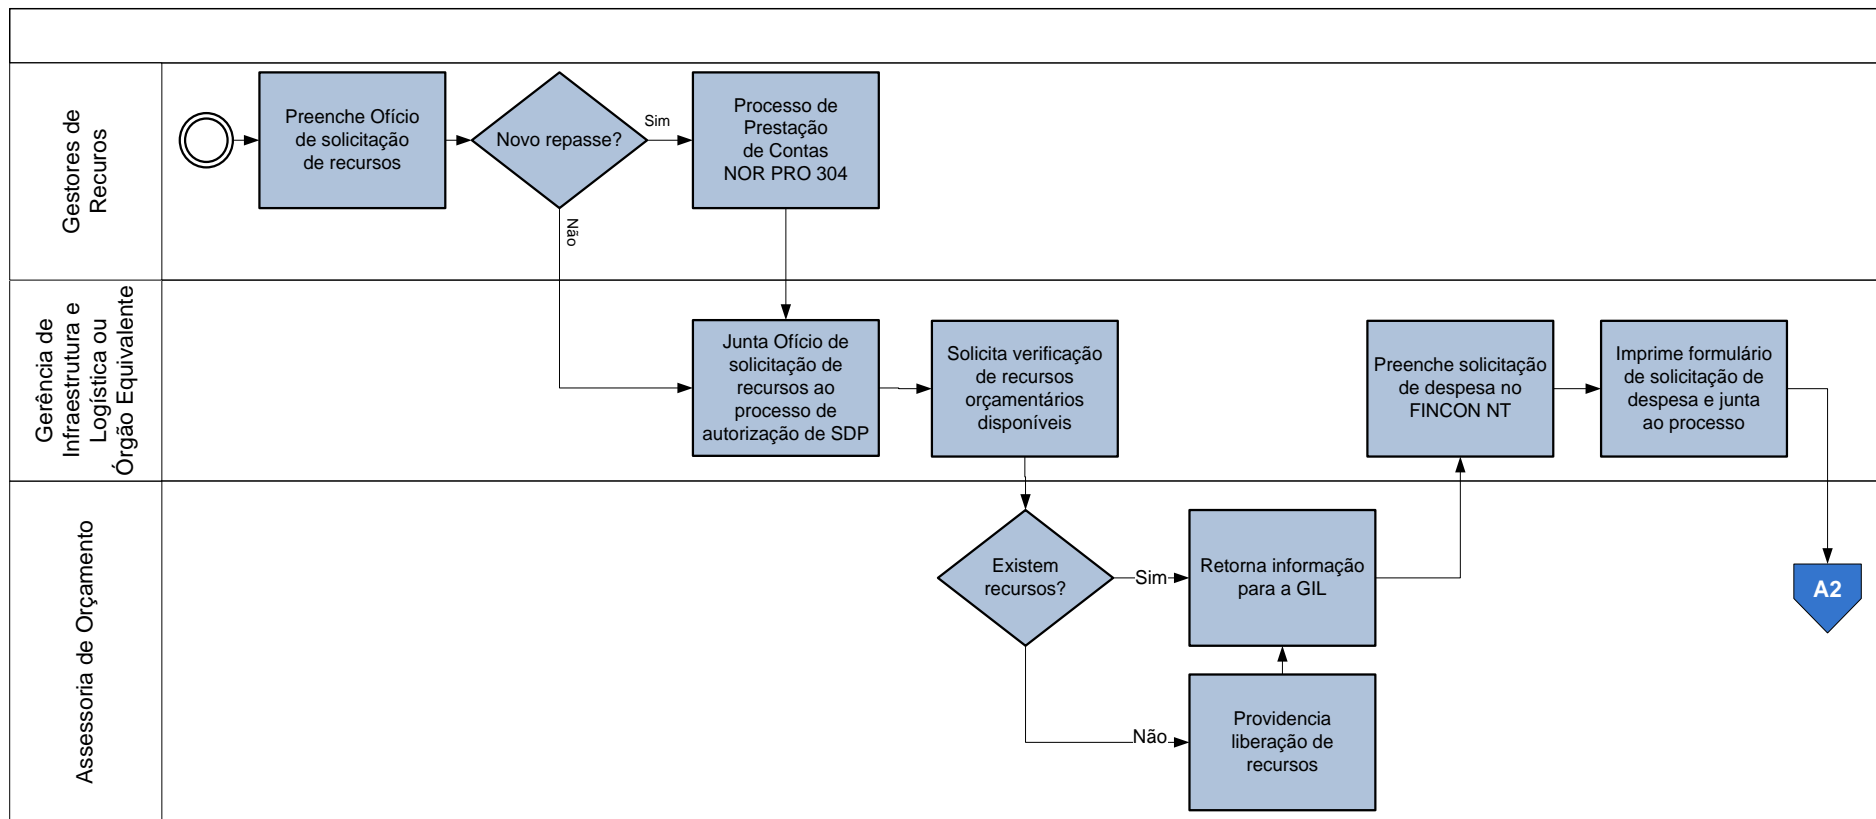 Gestores de
Recuros
Preenche Ofício
de solicitação
de recursos
Novo repasse?
Sim
Não
Processo de
Prestação
de Contas
NOR PRO 304
Gerência de
Infraestrutura e
Logística ou
Órgão Equivalente
Junta Ofício de
solicitação de
recursos ao
processo de
autorização de SDP
Solicita verificação
de recursos
orçamentários
disponíveis
Preenche solicitação
de despesa no
FINCON NT
Imprime formulário
de solicitação de
despesa e junta
ao processo
Assessoria de Orçamento
Existem
recursos?
Sim
Retorna informação
para a GIL
A2
Não
Providencia
liberação de
recursos